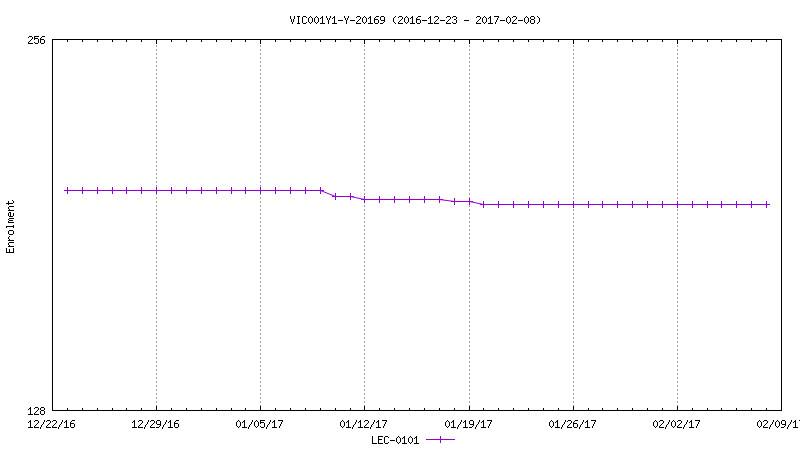 VIC001Y1-Y-20169 (2016-12-23 - 2017-02-08)
256
Enrolment
128
12/22/16 12/29/16 01/05/17 01/12/17 01/19/17 01/26/17 02/02/17 02/09/1
LEC-0101